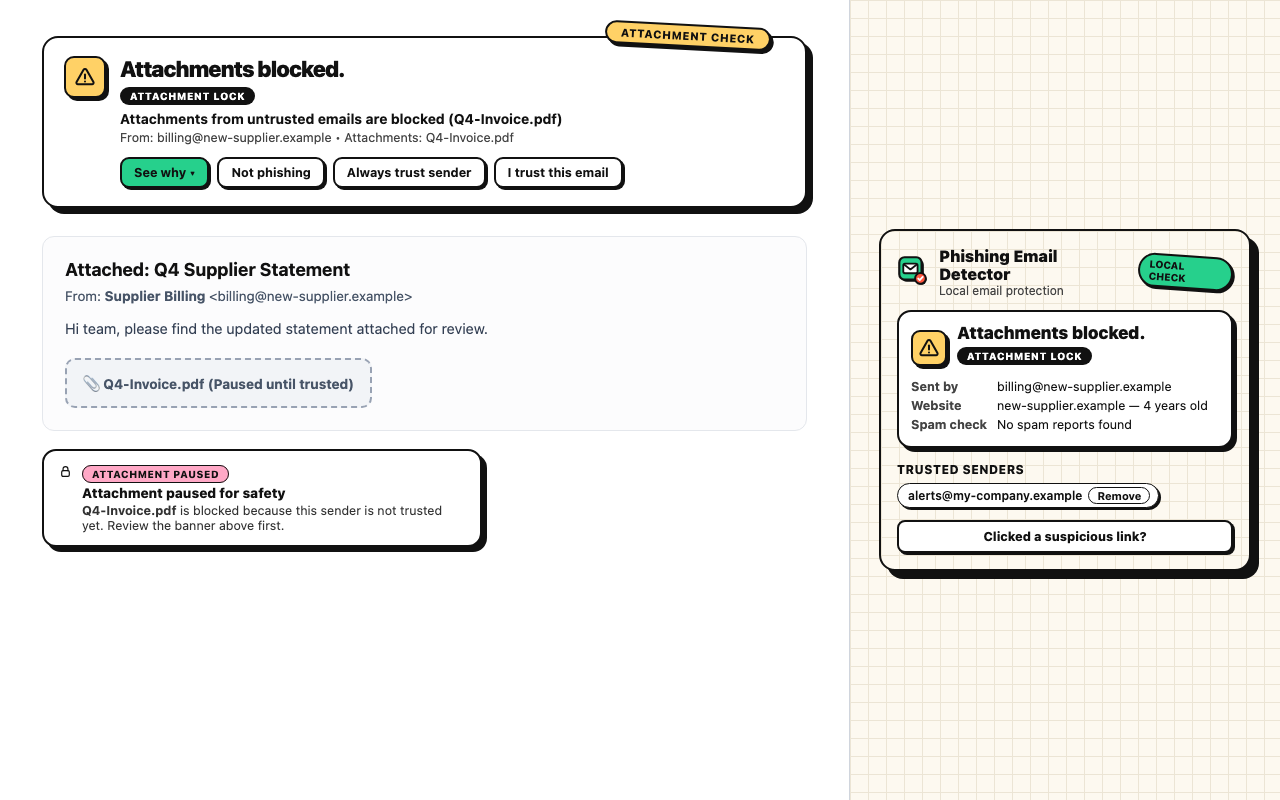 ATTACHMENT CHECK
Attachments blocked.
ATTACHMENT LOCK
Attachments from untrusted emails are blocked (Q4-Invoice.pdf)
From: billing@new-supplier.example • Attachments: Q4-Invoice.pdf
See why ▾
Not phishing
Always trust sender
I trust this email
Attached: Q4 Supplier Statement
From: Supplier Billing <billing@new-supplier.example>
Hi team, please find the updated statement attached for review.
📎 Q4-Invoice.pdf (Paused until trusted)
ATTACHMENT PAUSED
Attachment paused for safety
Q4-Invoice.pdf is blocked because this sender is not trusted
yet. Review the banner above first.
Phishing Email
Detector
Local email protection
LOCAL
CHECK
Attachments blocked.
ATTACHMENT LOCK
Sent by billing@new-supplier.example
Website new-supplier.example — 4 years old
Spam check No spam reports found
TRUSTED SENDERS
alerts@my-company.example Remove
Clicked a suspicious link?